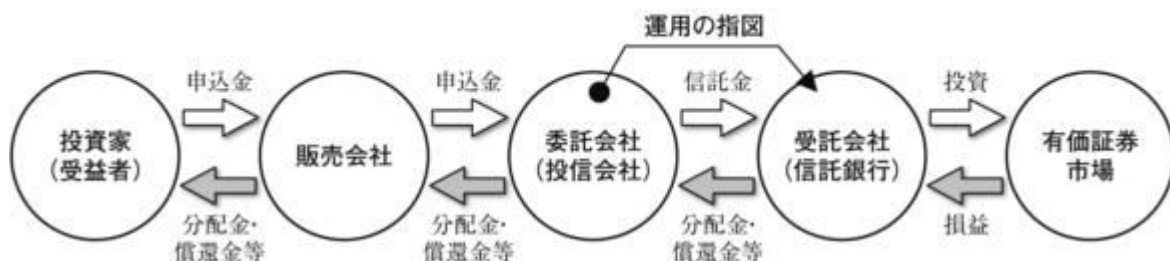 運用の指図
申込金
申込金
信託金
投資
投資家
(受益者)
販売会社
委託会社
(投信会社)
受託会社
(信託銀行)
有価証券
市場
分配金・
償還金等
分配金・
償還金等
分配金・
償還金等
損益